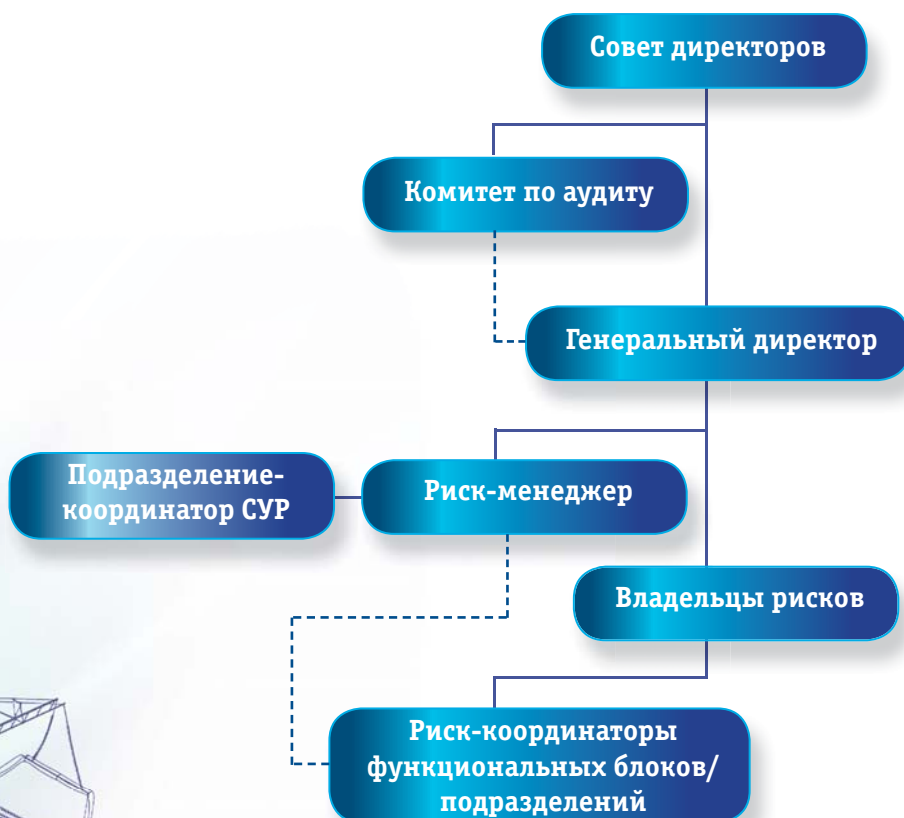 Совет директоров
Комитет по аудиту
Генеральный директор
Подразделение-
координатор СУР
Риск-менеджер
Владельцы рисков
Риск-координаторы
функциональных блоков/
подразделений